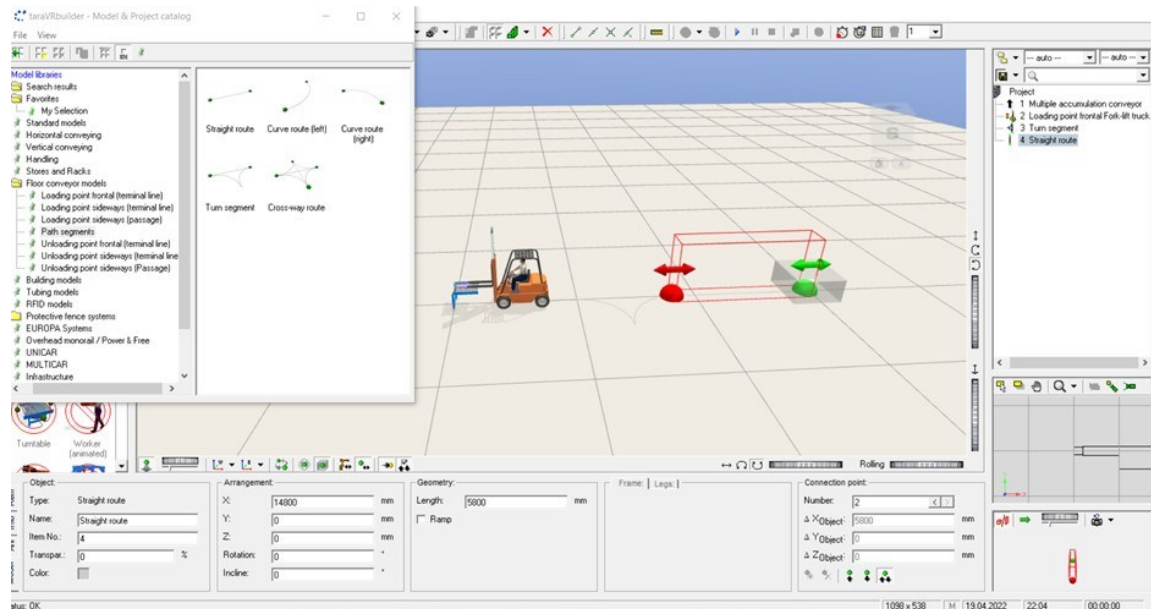 taraVRbuilder - Model & Project catalog
File View
EN
Model libraries
Search results
Favorites
My Selection
Standard models
Horizontal conveying
Vertical conveying
Handling
Stores and Racks
Floor conveyor models
Loading point frontal (terminal line)
Loading point sideways (terminal line)
Loading point sideways (passage)
Path segments
Unloading point frontal (terminal line)
Unloading point sideways (terminal line
Unloading point sideways (Passage)
Building models
Tubing models
RFID models
Protective fence systems
EUROPA Systems
Overhead monorail / Power & Free
UNICAR
MULTICAR
Infrastructure
Straight route
Curve route (left)
Curve route (right)
Turn segment
Cross-way route
Turntable
Worker (animated)
1
-- auto --
-- auto --
Project
1 Multiple accumulation conveyor
2 Loading point frontal Fork-lift truck
3 Turn segment
4 Straight route
Rolling
Object:
Type: Straight route
Name: Straight route
Item No.: 4
Transpar.: 0 %
Color:
Arrangement:
X: 14800 mm
Y: 0 mm
Z: 0 mm
Rotation: 0 °
Incline: 0 °
Geometry:
Length: 5800 mm
Ramp
Frame: | Legs: |
Connection point:
Number: 2
Δ XObject: 5800 mm
Δ YObject: 0 mm
Δ ZObject: 0 mm
atus: OK
1098 x 538 M 19.04.2022 22:04 00:00:00